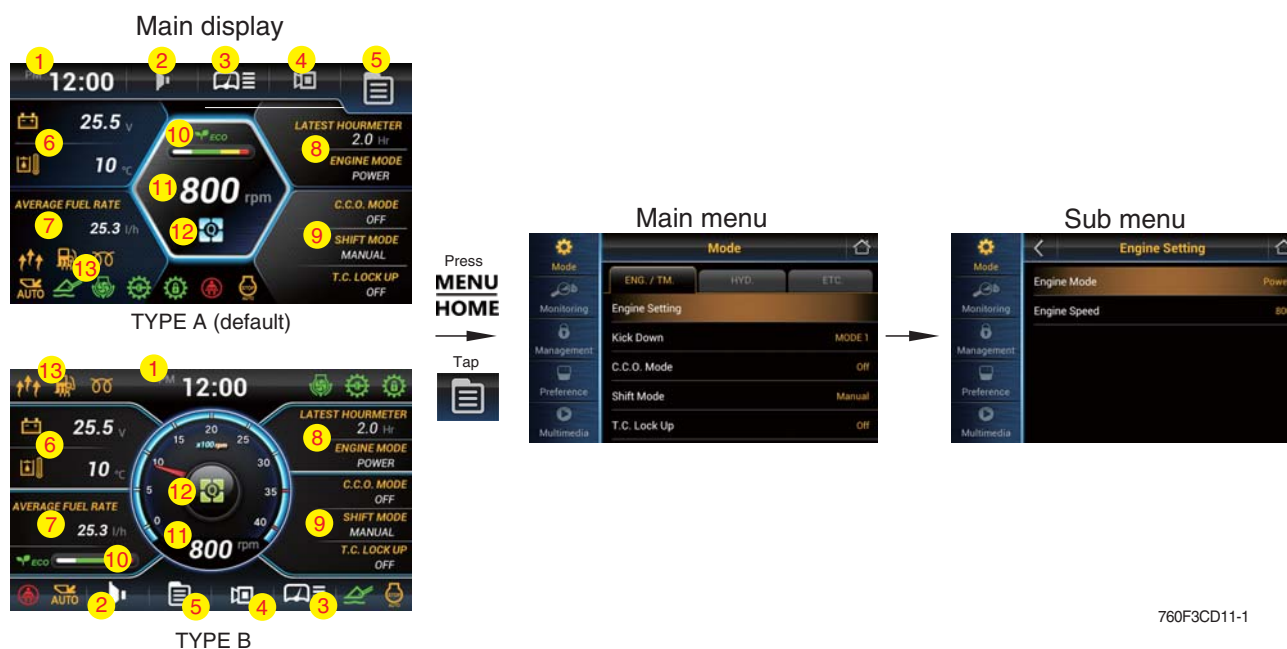 Main display
1
2
3
4
5
PM 12:00
6
25.5 V
10 °C
10
ECO
LATEST HOURMETER
2.0 Hr
8
ENGINE MODE
POWER
11
800 rpm
12
AVERAGE FUEL RATE
7
25.3 l/h
C.C.O. MODE
OFF
9
SHIFT MODE
MANUAL
T.C. LOCK UP
OFF
13
AUTO
STOP
TYPE A (default)
Press
MENU
HOME
Tap
Main menu
Mode
Mode
Monitoring
Management
Preference
Multimedia
ENG. / TM.
HYD.
ETC.
Engine Setting
Kick Down MODE 1
C.C.O. Mode Off
Shift Mode Manual
T.C. Lock Up Off
Sub menu
Engine Setting
Mode
Monitoring
Management
Preference
Multimedia
Engine Mode
Engine Speed
13
1
12:00
6
25.5 V
10 °C
LATEST HOURMETER
2.0 Hr
8
ENGINE MODE
POWER
0
5
10
15
20
25
30
35
40
x100 rpm
12
Q
11
800 rpm
AVERAGE FUEL RATE
7
25.3 l/h
ECO
10
C.C.O. MODE
OFF
9
SHIFT MODE
MANUAL
T.C. LOCK UP
OFF
AUTO
2
5
4
3
TYPE B
760F3CD11-1